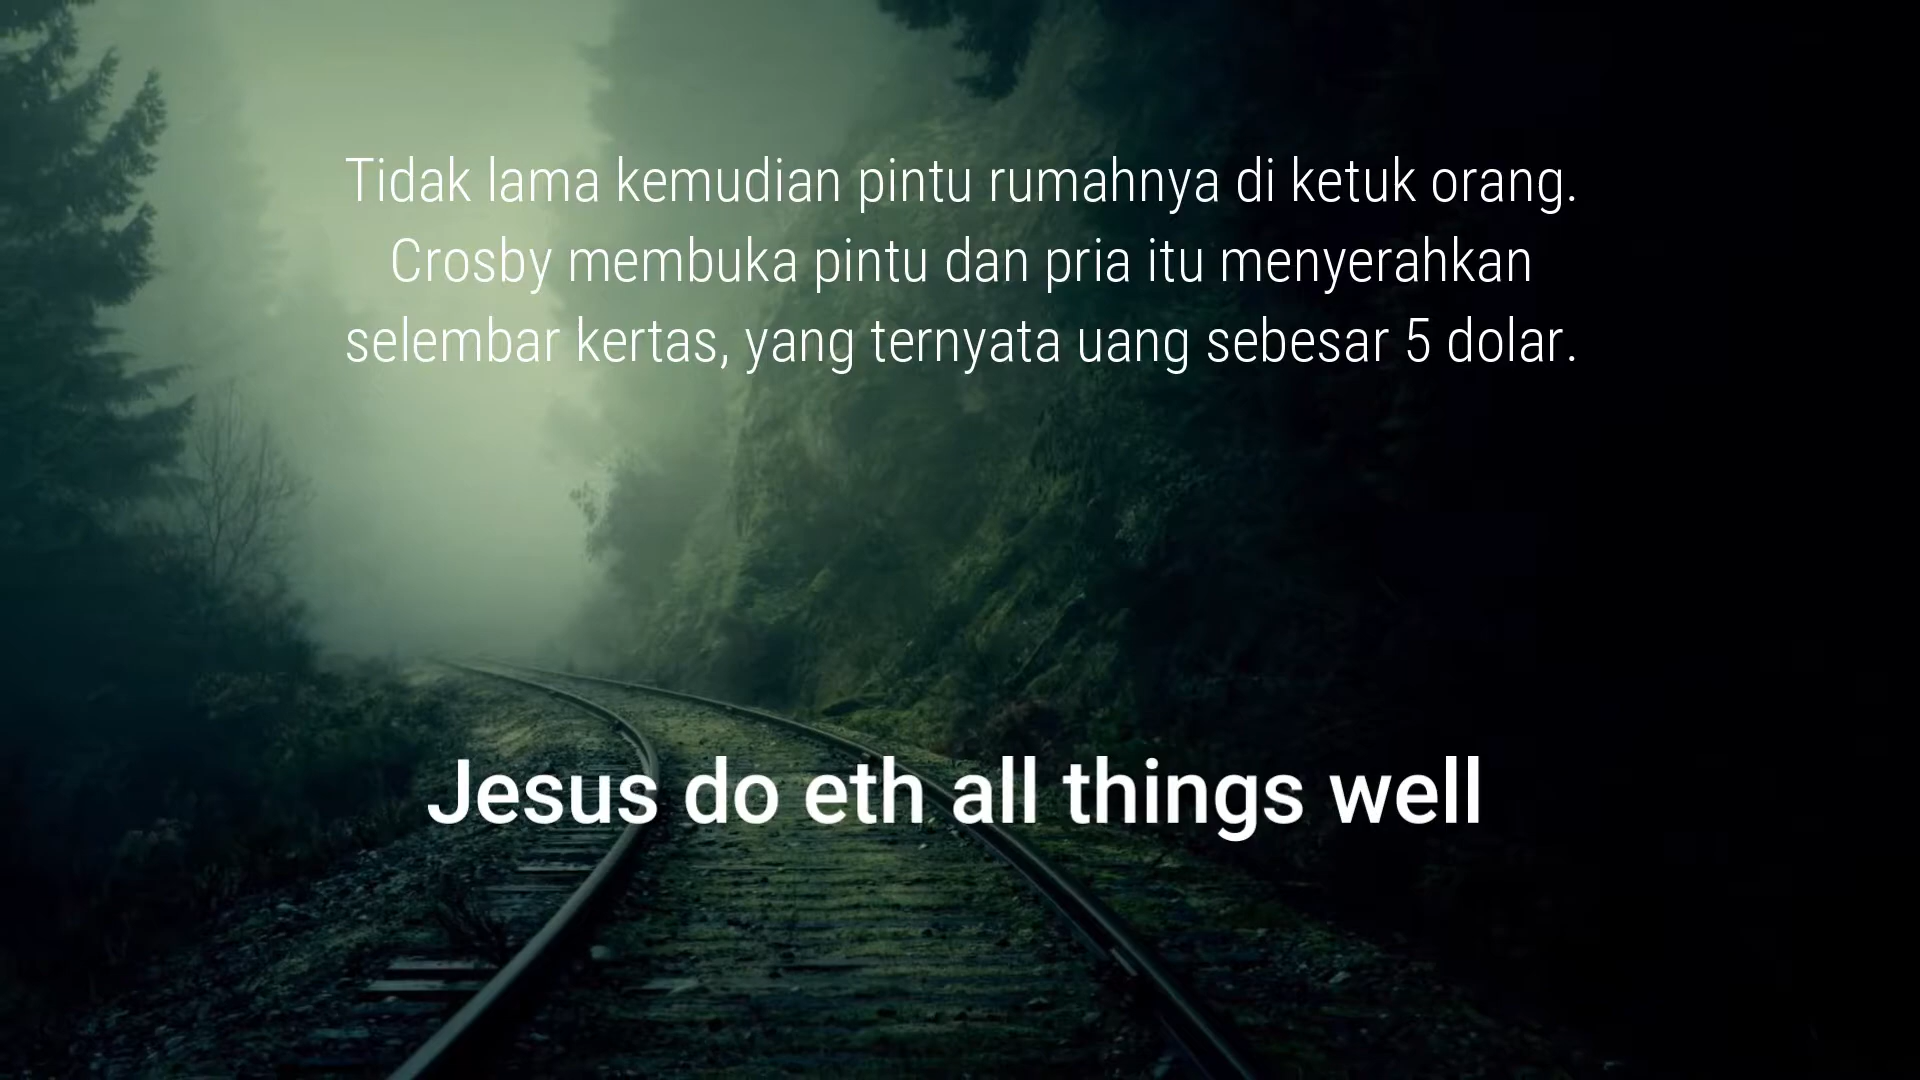 Tidak lama kemudian pintu rumahnya di ketuk orang.
Crosby membuka pintu dan pria itu menyerahkan
selembar kertas, yang ternyata uang sebesar 5 dolar.
Jesus do eth all things well